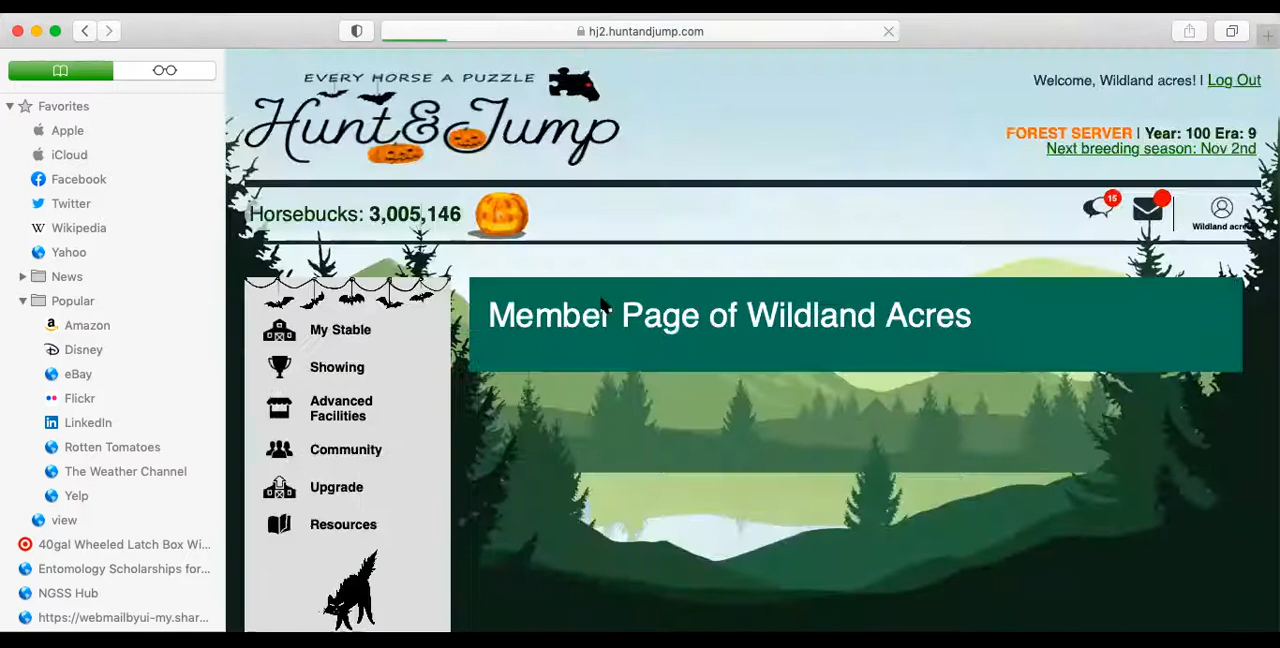 hj2.huntandjump.com
Favorites
Apple
iCloud
Facebook
Twitter
Wikipedia
Yahoo
News
Popular
Amazon
Disney
eBay
Flickr
LinkedIn
Rotten Tomatoes
The Weather Channel
Yelp
view
40gal Wheeled Latch Box Wi...
Entomology Scholarships for...
NGSS Hub
https://webmailbyui-my.shar...
EVERY HORSE A PUZZLE
Hunt&Jump
Welcome, Wildland acres! | Log Out
FOREST SERVER | Year: 100 Era: 9
Next breeding season: Nov 2nd
Horsebucks: 3,005,146
15
Wildland acres
My Stable
Showing
Advanced
Facilities
Community
Upgrade
Resources
Member Page of Wildland Acres